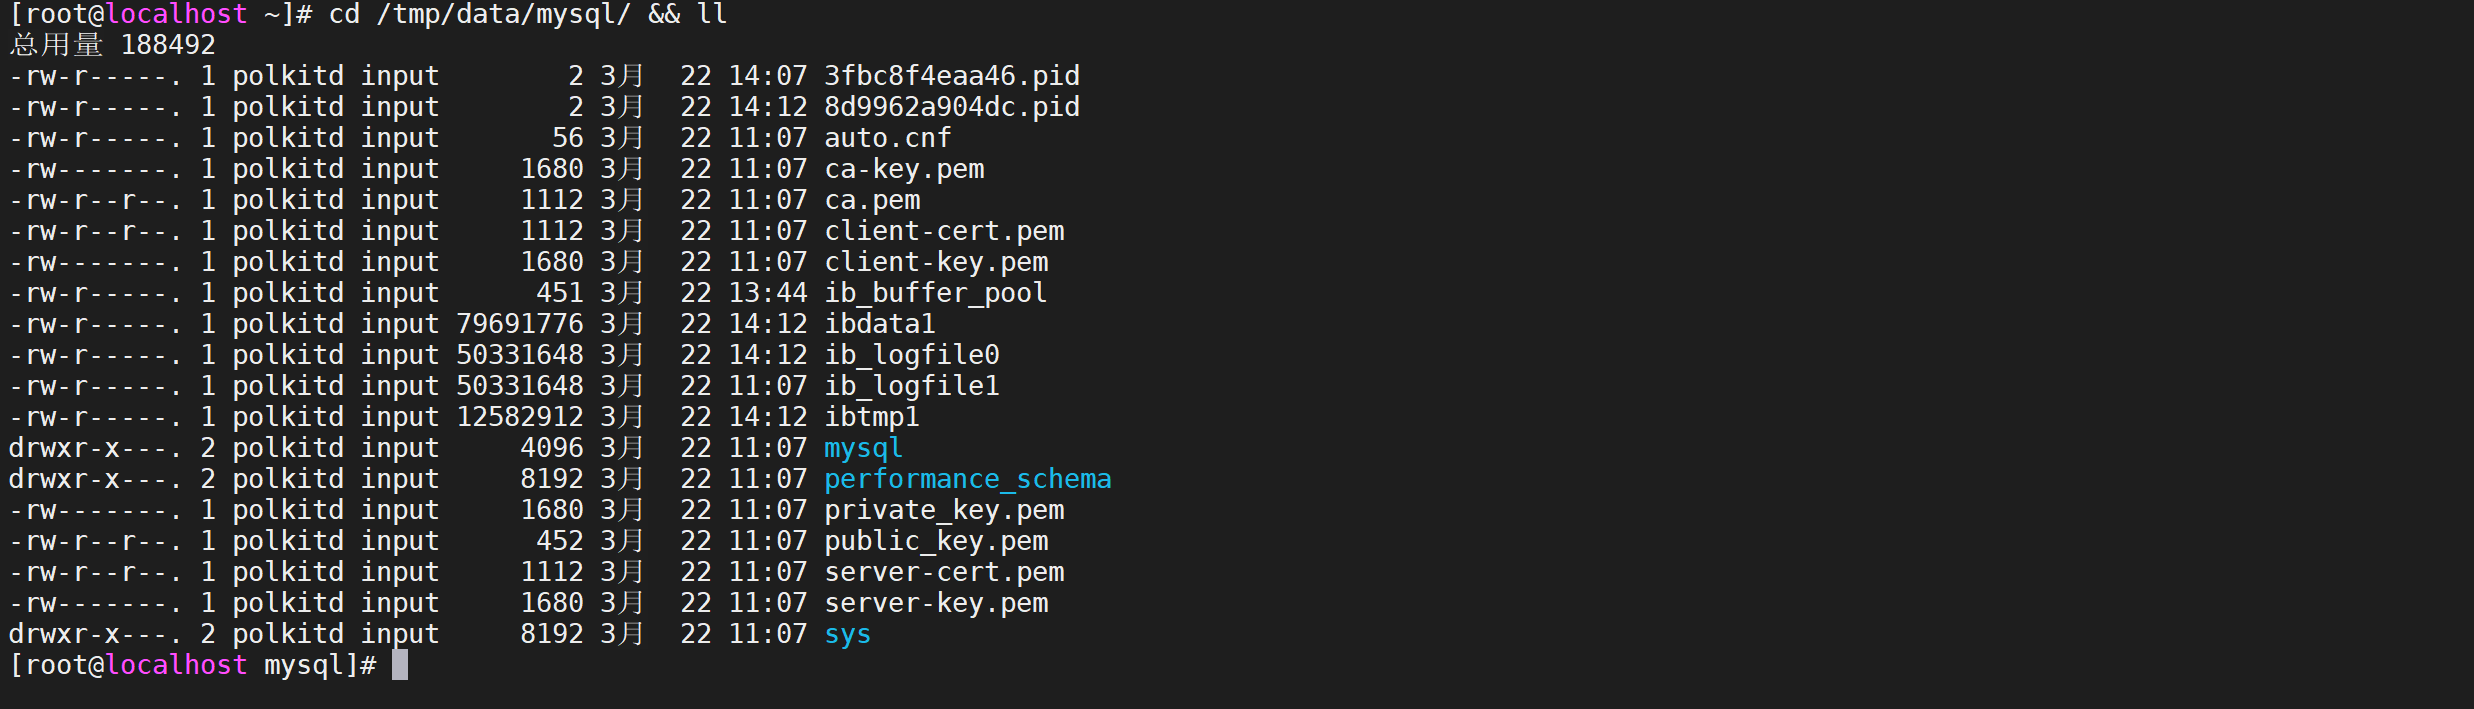 [root@localhost ~]# cd /tmp/data/mysql/ && ll
总用量 188492
-rw-r-----. 1 polkitd input        2 3月  22 14:07 3fbc8f4eaa46.pid
-rw-r-----. 1 polkitd input        2 3月  22 14:12 8d9962a904dc.pid
-rw-r-----. 1 polkitd input       56 3月  22 11:07 auto.cnf
-rw-------. 1 polkitd input     1680 3月  22 11:07 ca-key.pem
-rw-r--r--. 1 polkitd input     1112 3月  22 11:07 ca.pem
-rw-r--r--. 1 polkitd input     1112 3月  22 11:07 client-cert.pem
-rw-------. 1 polkitd input     1680 3月  22 11:07 client-key.pem
-rw-r-----. 1 polkitd input      451 3月  22 13:44 ib_buffer_pool
-rw-r-----. 1 polkitd input 79691776 3月  22 14:12 ibdata1
-rw-r-----. 1 polkitd input 50331648 3月  22 14:12 ib_logfile0
-rw-r-----. 1 polkitd input 50331648 3月  22 11:07 ib_logfile1
-rw-r-----. 1 polkitd input 12582912 3月  22 14:12 ibtmp1
drwxr-x---. 2 polkitd input     4096 3月  22 11:07 mysql
drwxr-x---. 2 polkitd input     8192 3月  22 11:07 performance_schema
-rw-------. 1 polkitd input     1680 3月  22 11:07 private_key.pem
-rw-r--r--. 1 polkitd input      452 3月  22 11:07 public_key.pem
-rw-r--r--. 1 polkitd input     1112 3月  22 11:07 server-cert.pem
-rw-------. 1 polkitd input     1680 3月  22 11:07 server-key.pem
drwxr-x---. 2 polkitd input     8192 3月  22 11:07 sys
[root@localhost mysql]#